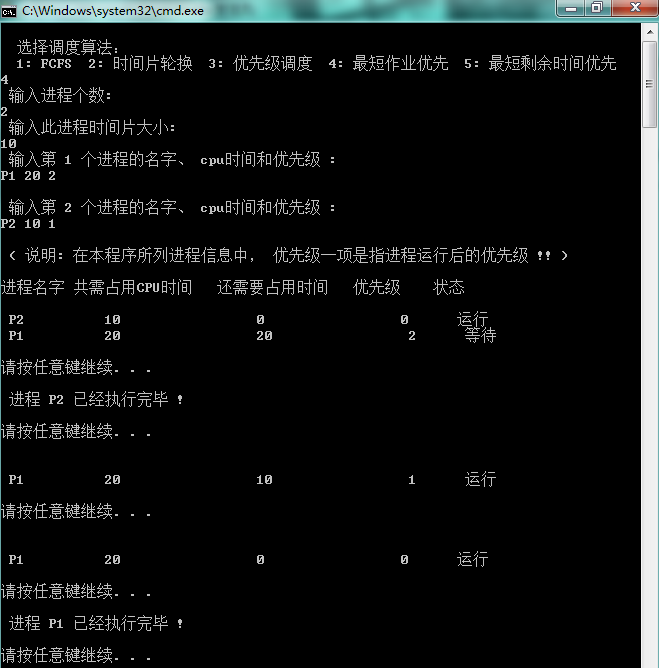 C:\Windows\system32\cmd.exe
选择调度算法:
1: FCFS 2: 时间片轮换 3: 优先级调度 4: 最短作业优先 5: 最短剩余时间优先
4
输入进程个数:
2
输入此进程时间片大小:
10
输入第 1 个进程的名字、 cpu时间和优先级 :
P1 20 2
输入第 2 个进程的名字、 cpu时间和优先级 :
P2 10 1
( 说明: 在本程序所列进程信息中, 优先级一项是指进程运行后的优先级 !! )
进程名字 共需占用CPU时间 还需要占用时间 优先级 状态
P2 10 0 0 运行
P1 20 20 2 等待
请按任意键继续. . .
进程 P2 已经执行完毕 !
请按任意键继续. . .
P1 20 10 1 运行
请按任意键继续. . .
P1 20 0 0 运行
请按任意键继续. . .
进程 P1 已经执行完毕 !
请按任意键继续. . .